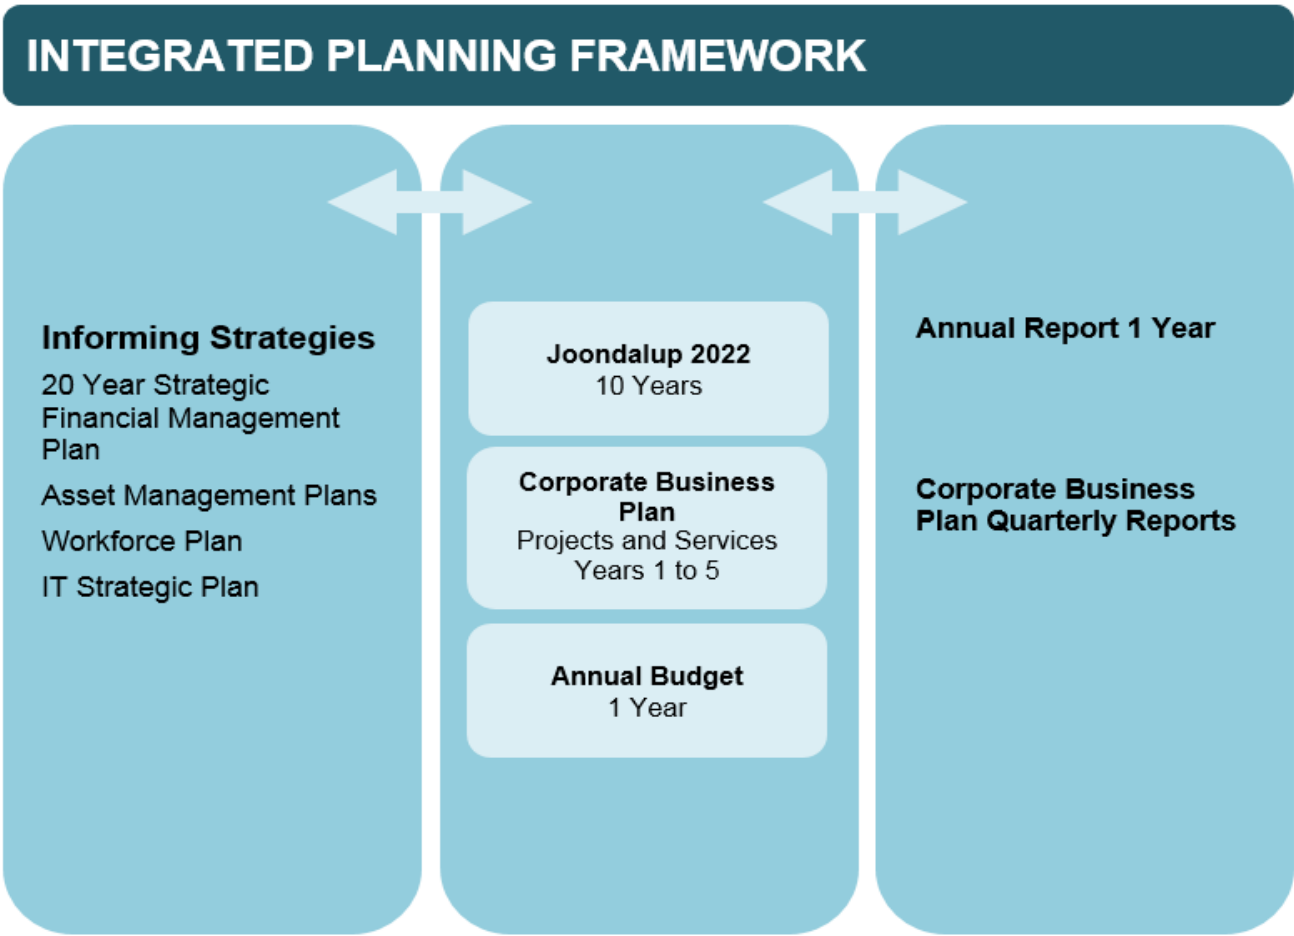 INTEGRATED PLANNING FRAMEWORK
Informing Strategies
20 Year Strategic
Financial Management
Plan
Asset Management Plans
Workforce Plan
IT Strategic Plan
Joondalup 2022
10 Years
Corporate Business
Plan
Projects and Services
Years 1 to 5
Annual Budget
1 Year
Annual Report 1 Year
Corporate Business
Plan Quarterly Reports